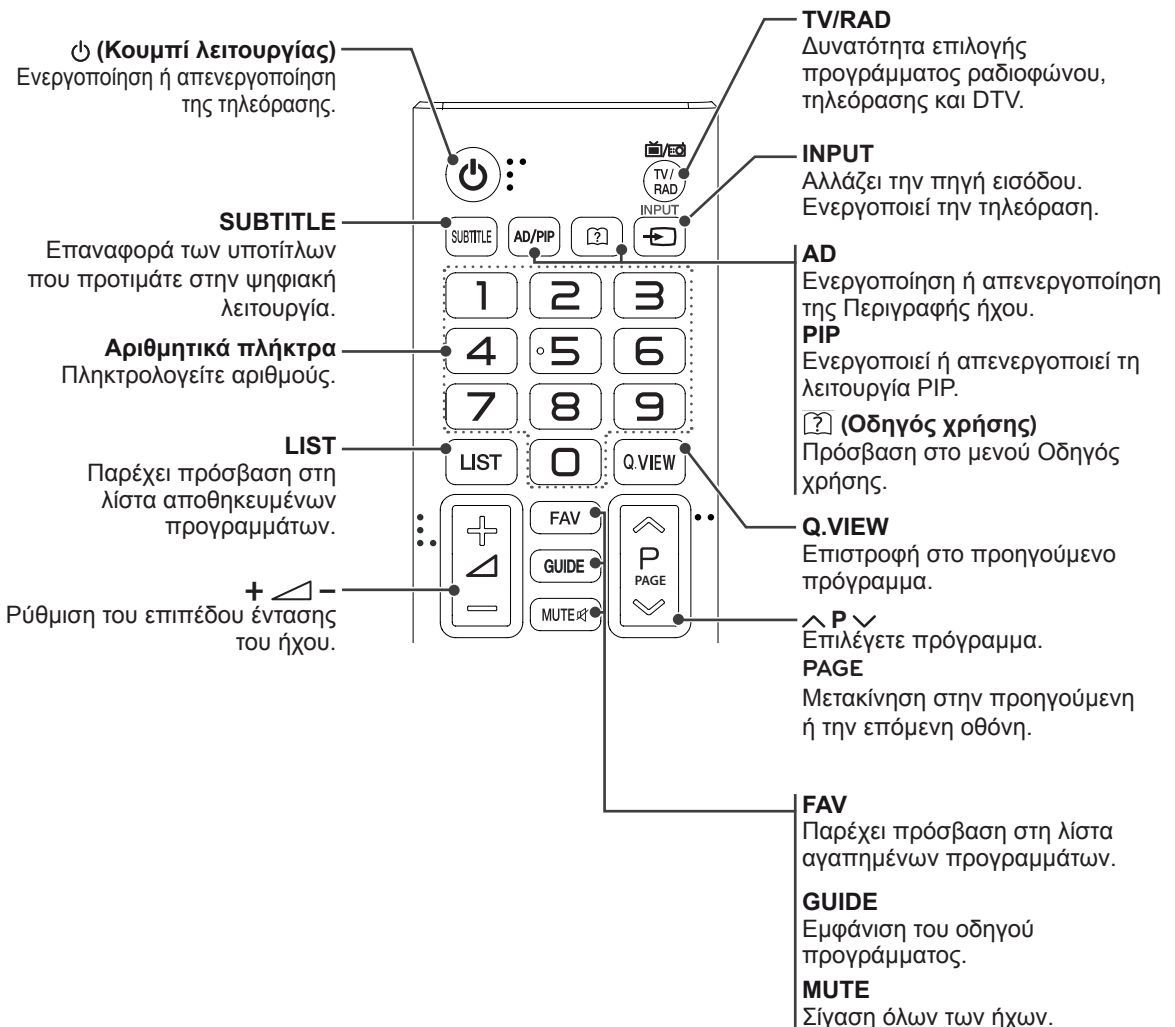 ⏻ (Κουμπί λειτουργίας)
Ενεργοποίηση ή απενεργοποίηση
της τηλεόρασης.
SUBTITLE
Επαναφορά των υποτίτλων
που προτιμάτε στην ψηφιακή
λειτουργία.
Αριθμητικά πλήκτρα
Πληκτρολογείτε αριθμούς.
LIST
Παρέχει πρόσβαση στη
λίστα αποθηκευμένων
προγραμμάτων.
+ −
Ρύθμιση του επιπέδου έντασης
του ήχου.
TV/
RAD
INPUT
SUBTITLE AD/PIP ?
1 2 3
4 5 6
7 8 9
LIST 0 Q.VIEW
+ FAV
P
GUIDE
PAGE
− MUTE
TV/RAD
Δυνατότητα επιλογής
προγράμματος ραδιοφώνου,
τηλεόρασης και DTV.
INPUT
Αλλάζει την πηγή εισόδου.
Ενεργοποιεί την τηλεόραση.
AD
Ενεργοποίηση ή απενεργοποίηση
της Περιγραφής ήχου.
PIP
Ενεργοποιεί ή απενεργοποιεί τη
λειτουργία PIP.
? (Οδηγός χρήσης)
Πρόσβαση στο μενού Οδηγός
χρήσης.
Q.VIEW
Επιστροφή στο προηγούμενο
πρόγραμμα.
P
Επιλέγετε πρόγραμμα.
PAGE
Μετακίνηση στην προηγούμενη
ή την επόμενη οθόνη.
FAV
Παρέχει πρόσβαση στη λίστα
αγαπημένων προγραμμάτων.
GUIDE
Εμφάνιση του οδηγού
προγράμματος.
MUTE
Σίγαση όλων των ήχων.